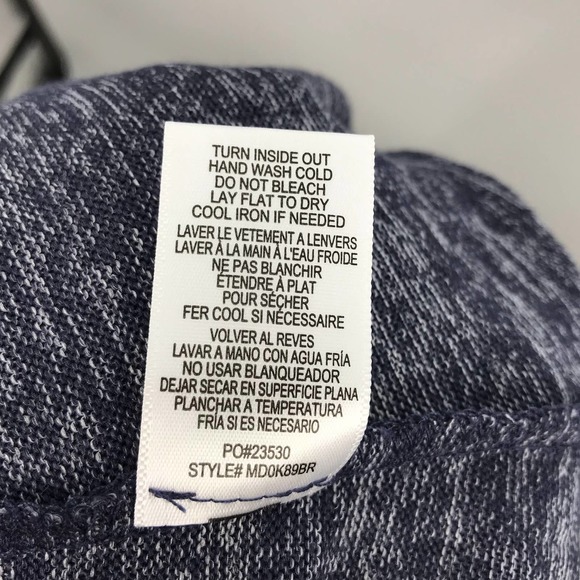 TURN INSIDE OUT
HAND WASH COLD
DO NOT BLEACH
LAY FLAT TO DRY
COOL IRON IF NEEDED
LAVER LE VETEMENT A LENVERS
LAVER À LA MAIN À L'EAU FROIDE
NE PAS BLANCHIR
ÉTENDRE À PLAT
POUR SÉCHER
FER COOL SI NÉCESSAIRE
VOLVER AL REVES
LAVAR A MANO CON AGUA FRÍA
NO USAR BLANQUEADOR
DEJAR SECAR EN SUPERFICIE PLANA
PLANCHAR A TEMPERATURA
FRÍA SI ES NECESARIO
PO#23530
STYLE# MD0K89BR